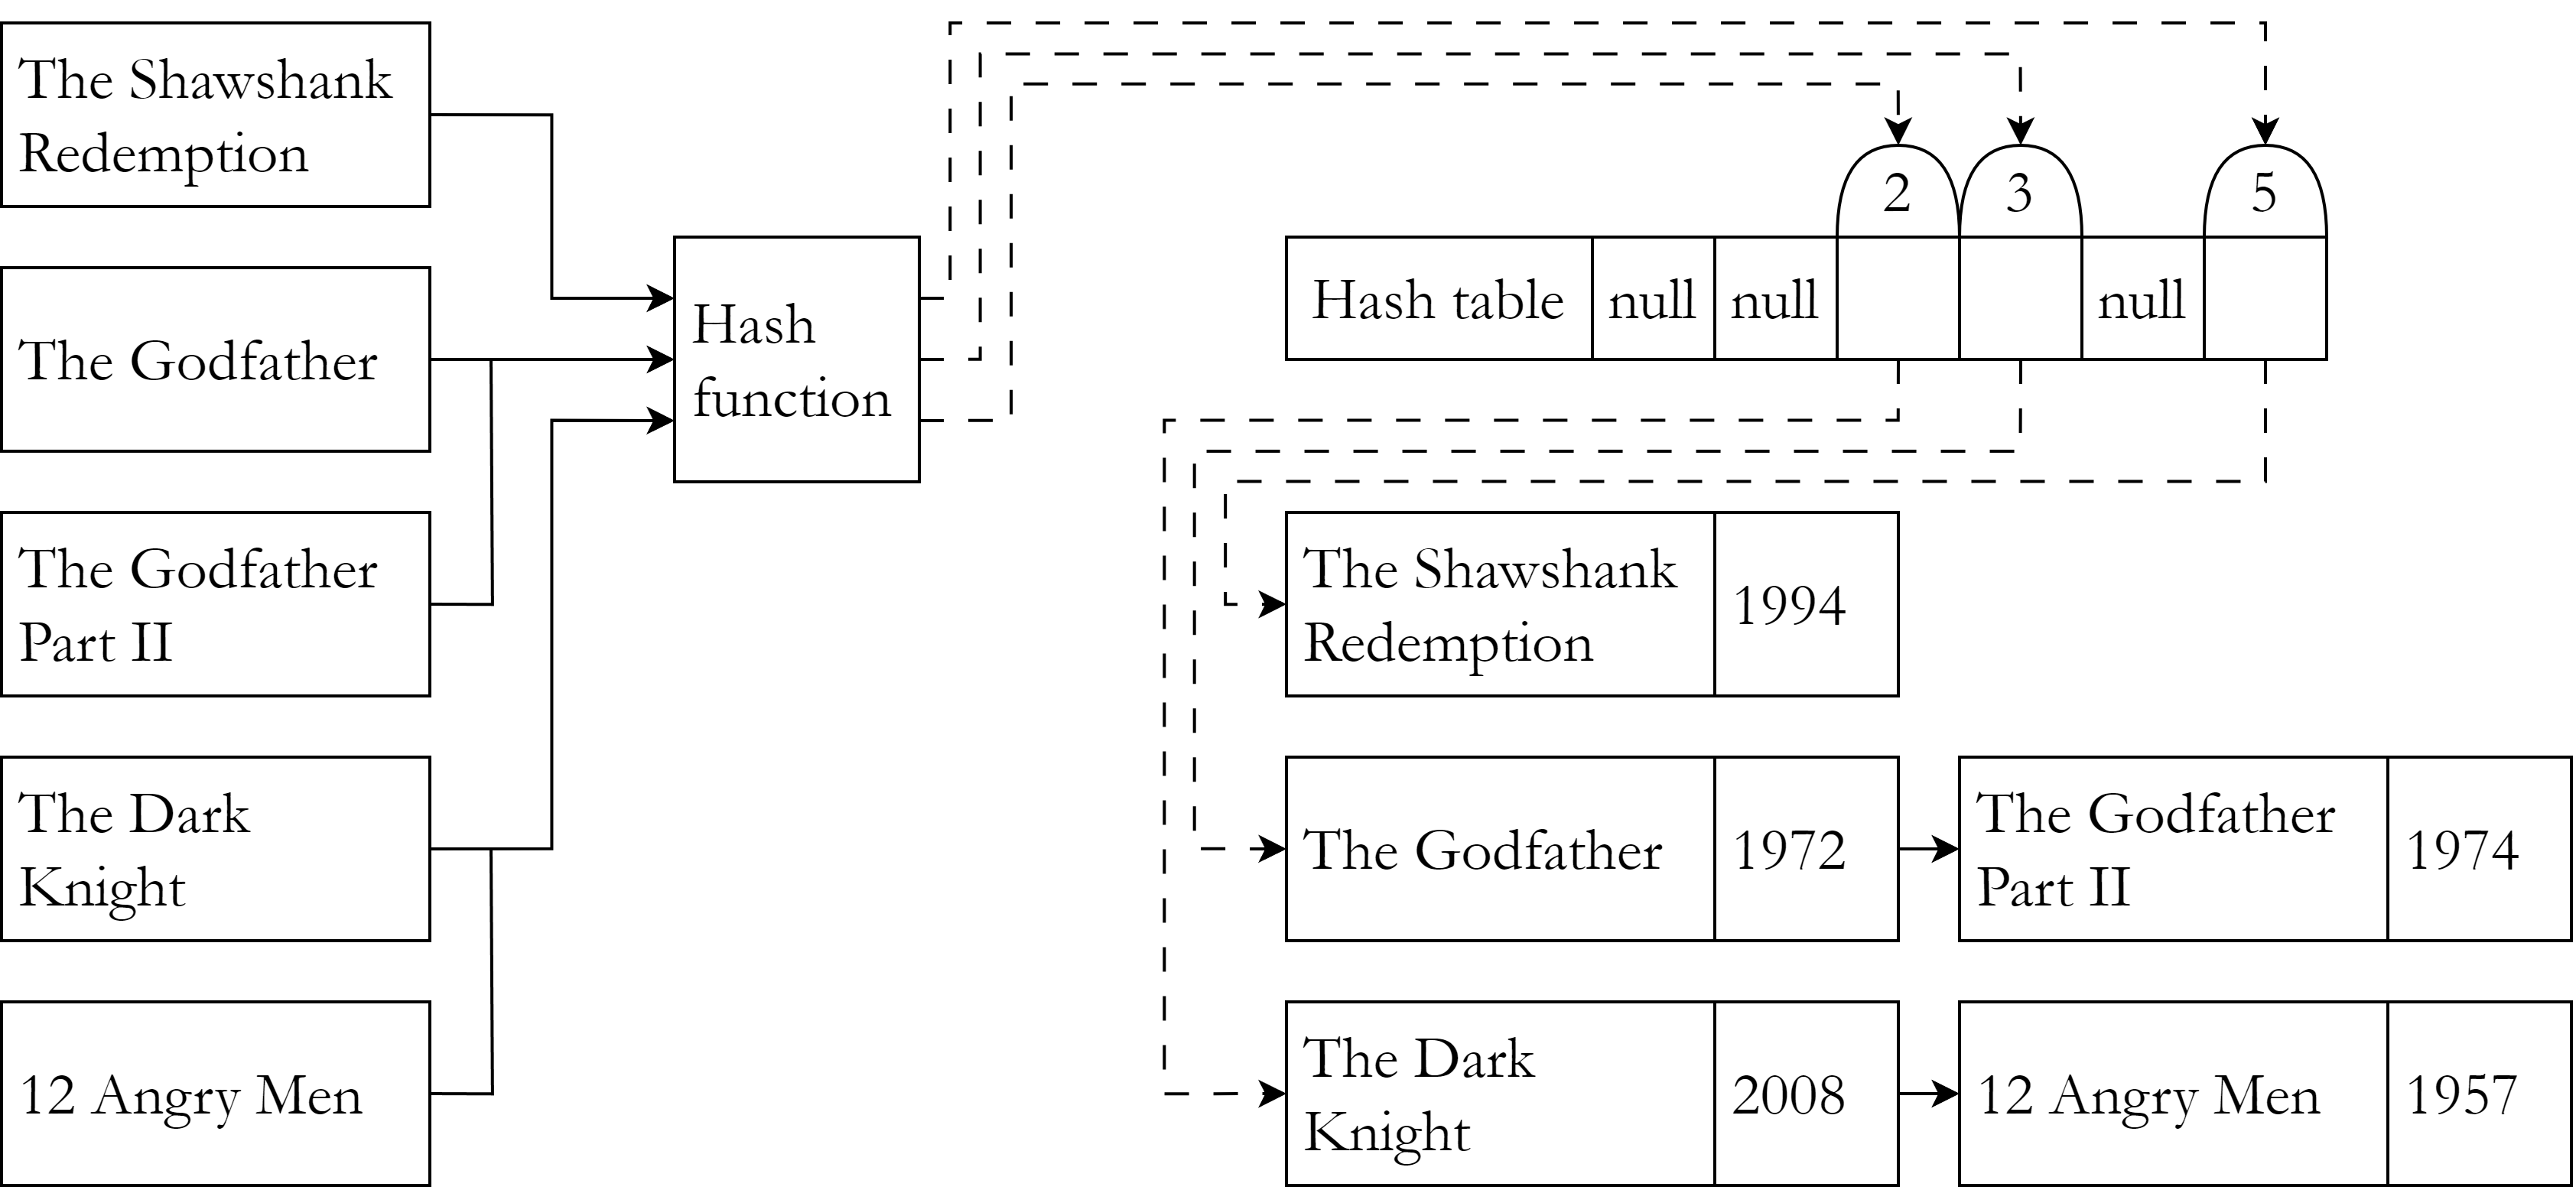 The Shawshank
Redemption
The Godfather
The Godfather
Part II
The Dark
Knight
12 Angry Men
Hash
function
2
3
5
Hash table
null
null
null
The Shawshank
Redemption
1994
The Godfather
1972
The Godfather
Part II
1974
The Dark
Knight
2008
12 Angry Men
1957